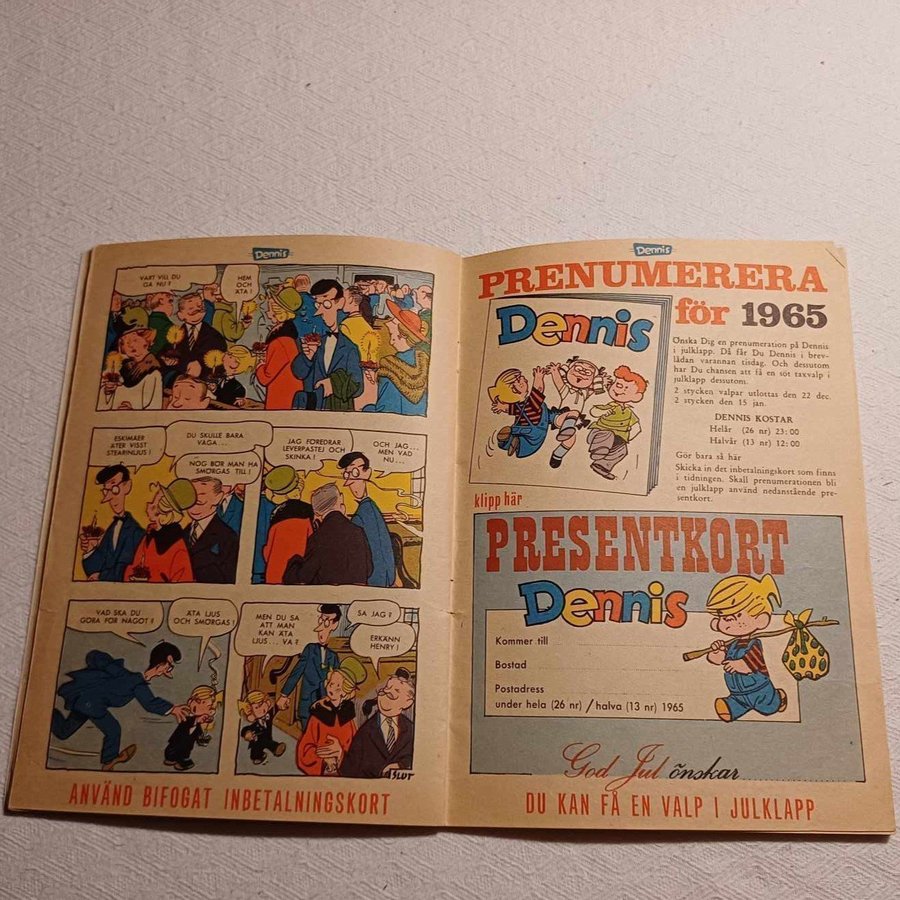 Dennis
VART VILL DU
GÅ NU?
HEM
OCH
ÄTA!
ESKIMÅER
ÄTER VISST
STEARINLJUS!
DU SKULLE BARA
VÅGA...
NOG BÖR MAN HA
SMÖRGÅS TILL!
JAG FÖREDRAR
LEVERPASTEJ OCH
SKINKA!
OCH JAG...
MEN VAD
NU...
VAD SKA DU
GÖRA FÖR NÅGOT?
ÄTA LJUS
OCH SMÖRGÅS!
MEN DU SA
ATT MAN
KAN ÄTA
LJUS... VA?
SA JAG?
ERKÄNN
HENRY!
SLUT
ANVÄND BIFOGAT INBETALNINGSKORT
Dennis
PRENUMERERA
för 1965
Dennis
Önska Dig en prenumeration på Dennis
i julklapp. Då får Du Dennis i brev-
lådan varannan tisdag. Och dessutom
har Du chansen att få en söt taxvalp i
julklapp dessutom.
2 stycken valpar utlottas den 22 dec.
2 stycken den 15 jan.
DENNIS KOSTAR
Helår (26 nr) 23:00
Halvår (13 nr) 12:00
Gör bara så här
Skicka in det inbetalningskort som finns
i tidningen. Skall prenumerationen bli
en julklapp använd nedanstående pre-
sentkort.
klipp här
PRESENTKORT
Dennis
Kommer till
Bostad
Postadress
under hela (26 nr) / halva (13 nr) 1965
God Jul önskar
DU KAN FÅ EN VALP I JULKLAPP